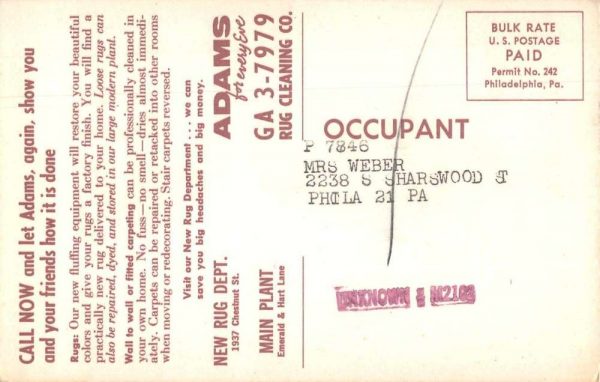 CALL NOW and let Adams, again, show you
and your friends how it is done
Rugs: Our new fluffing equipment will restore your beautiful
colors and give your rugs a factory finish. You will find a
practically new rug delivered to your home. Loose rugs can
also be repaired, dyed, and stored in our large modern plant.
Wall to wall or fitted carpeting can be professionally cleaned in
your own home. No fuss—no smell—dries almost immedi-
ately. Carpets can be repaired or retacked into other rooms
when moving or redecorating. Stair carpets reversed.
Visit our New Rug Department . . . we can
save you big headaches and big money.
NEW RUG DEPT.
1937 Chestnut St.
MAIN PLANT
Emerald & Hart Lane
ADAMS
for every Eve
GA 3-7979
RUG CLEANING CO.
BULK RATE
U. S. POSTAGE
PAID
Permit No. 242
Philadelphia, Pa.
OCCUPANT
P 7846
MRS WEBER
2238 S SHARSWOOD ST
PHILA 21 PA
UNKNOWN